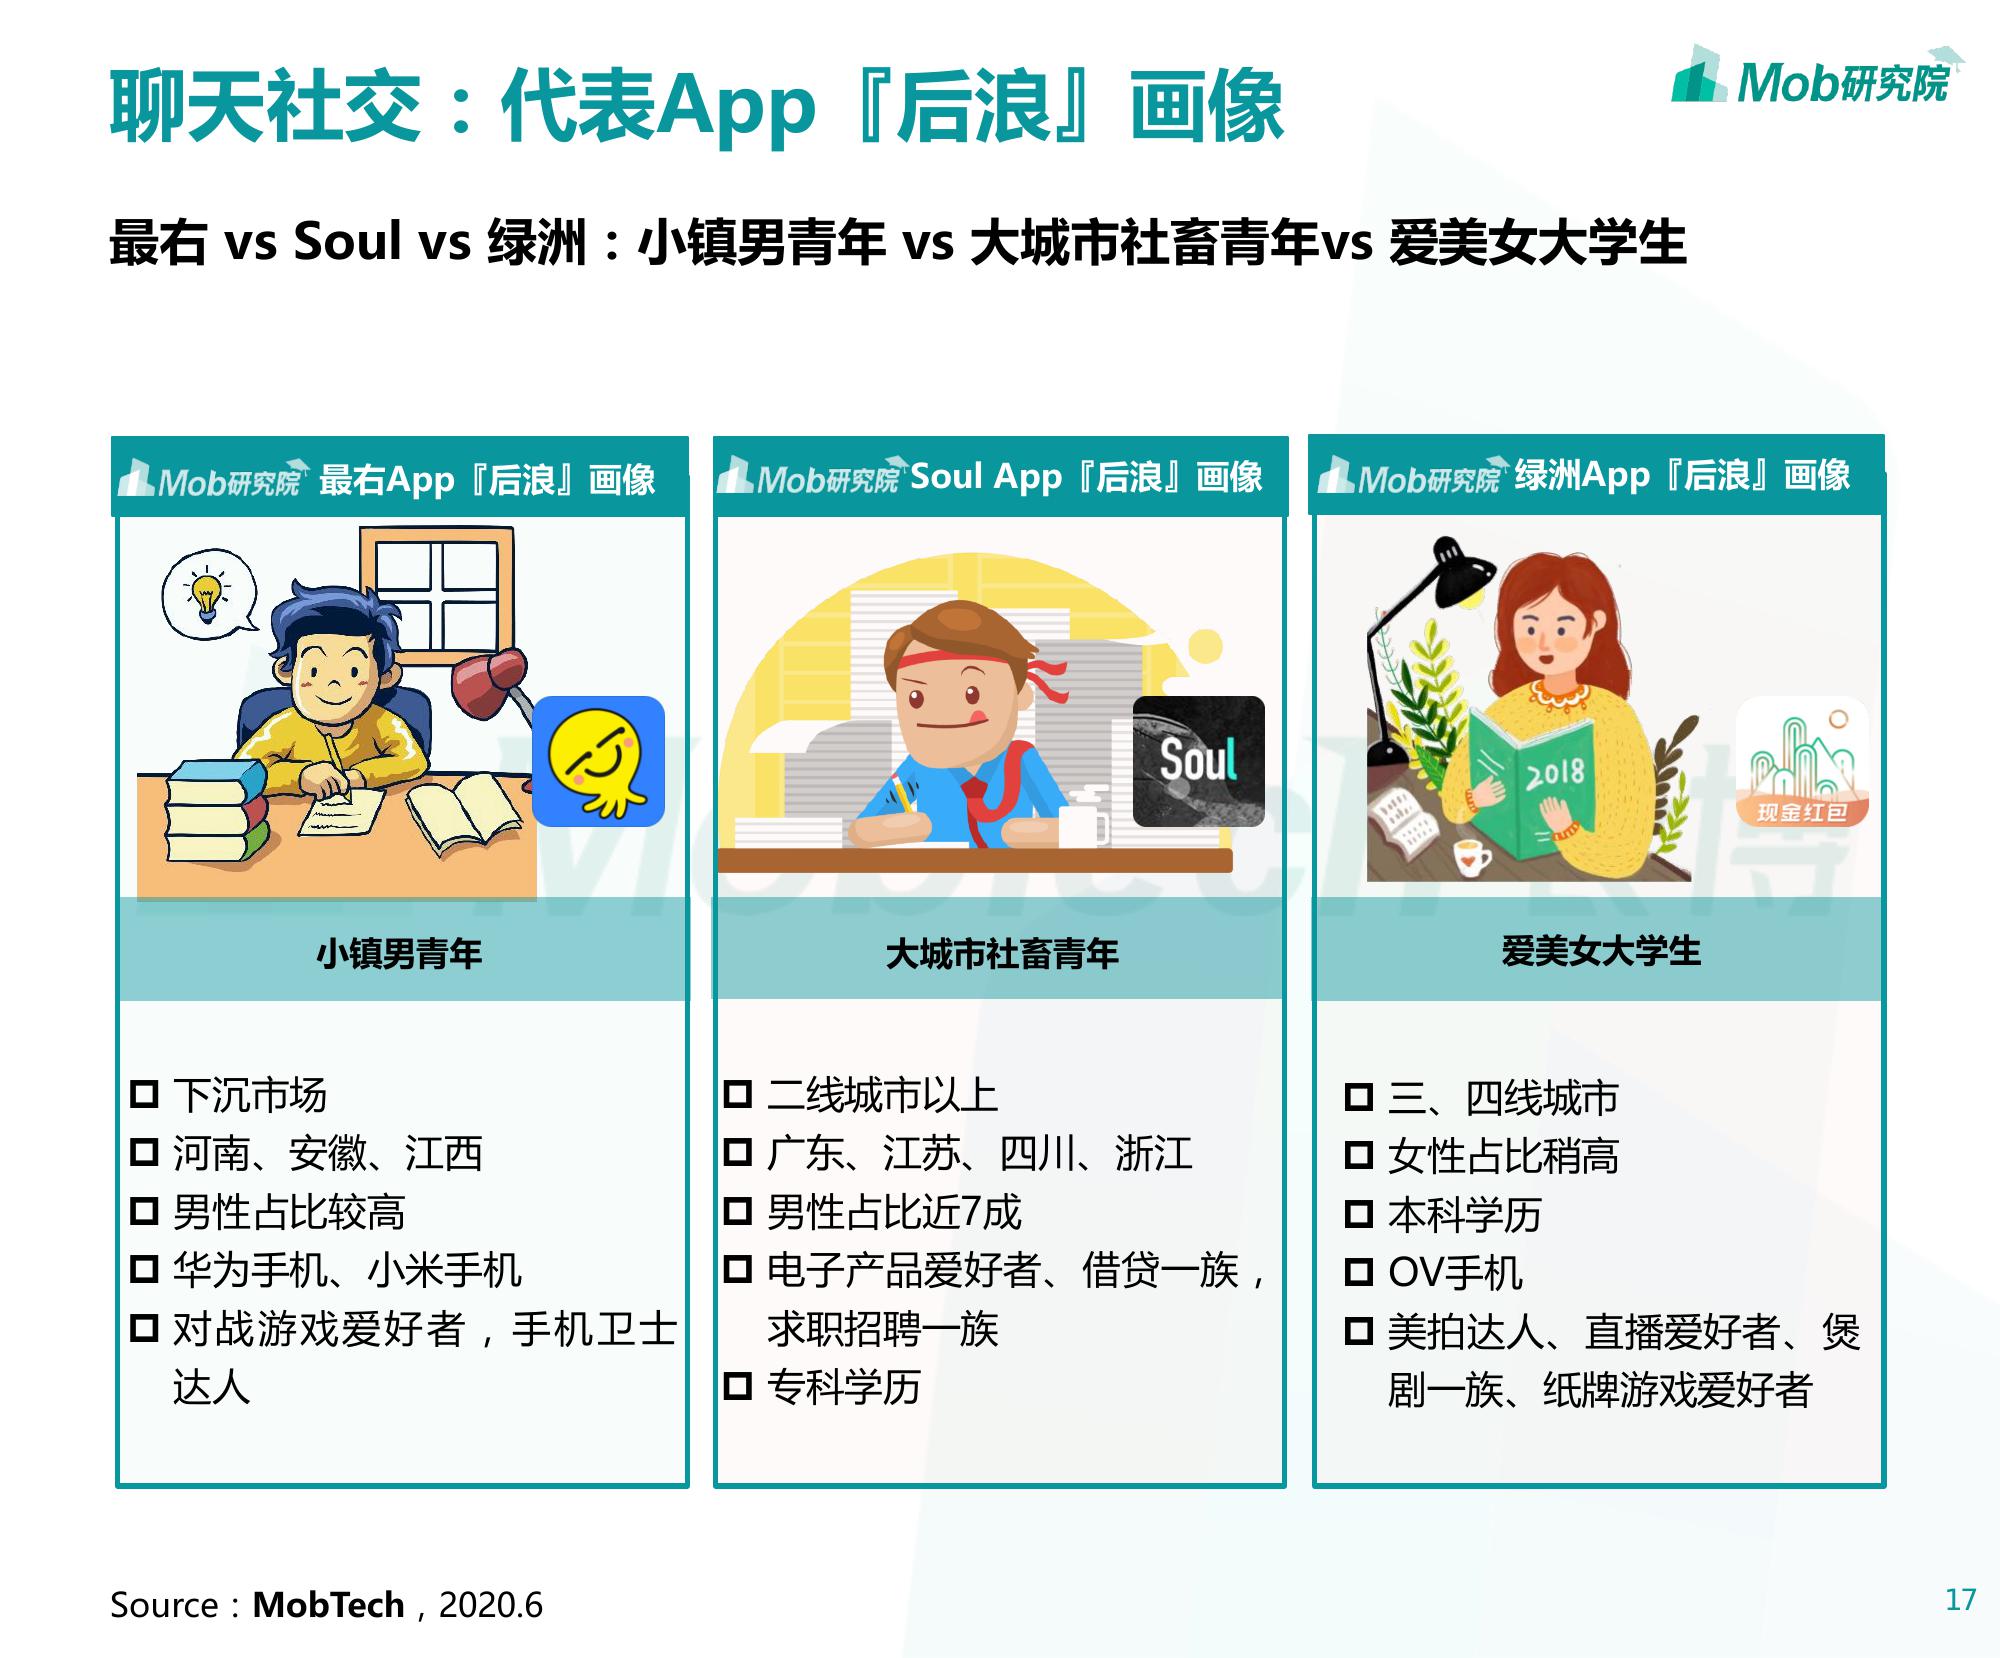 聊天社交：代表App『后浪』画像
Mob研究院
最右 vs Soul vs 绿洲：小镇男青年 vs 大城市社畜青年vs 爱美女大学生
Mob研究院 最右App『后浪』画像
小镇男青年
下沉市场
河南、安徽、江西
男性占比较高
华为手机、小米手机
对战游戏爱好者，手机卫士
达人
Mob研究院 Soul App『后浪』画像
Soul
大城市社畜青年
二线城市以上
广东、江苏、四川、浙江
男性占比近7成
电子产品爱好者、借贷一族，
求职招聘一族
专科学历
Mob研究院 绿洲App『后浪』画像
2018
现金红包
爱美女大学生
三、四线城市
女性占比稍高
本科学历
OV手机
美拍达人、直播爱好者、煲
剧一族、纸牌游戏爱好者
Source：MobTech，2020.6
17